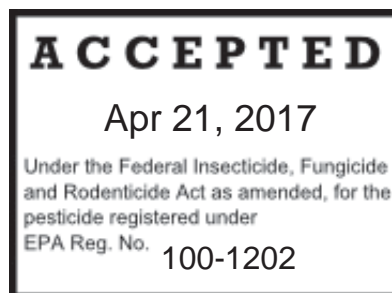 ACCEPTED
Apr 21, 2017
Under the Federal Insecticide, Fungicide
and Rodenticide Act as amended, for the
pesticide registered under
EPA Reg. No. 100-1202